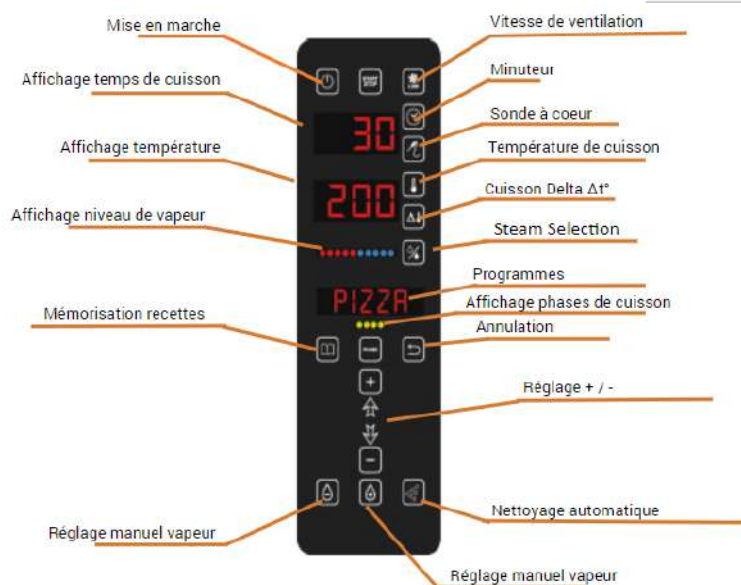 Mise en marche
Vitesse de ventilation
Affichage temps de cuisson
Minuteur
START
STOP
30
Sonde à coeur
Affichage température
Température de cuisson
200
Cuisson Delta Δt°
Affichage niveau de vapeur
Steam Selection
Programmes
PIZZA
Affichage phases de cuisson
Mémorisation recettes
Annulation
+
Réglage + / -
-
Nettoyage automatique
Réglage manuel vapeur
Réglage manuel vapeur